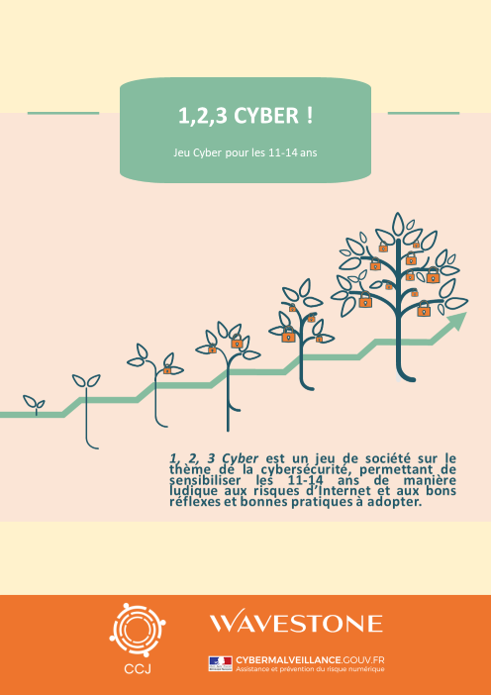 1,2,3 CYBER !
Jeu Cyber pour les 11-14 ans
1, 2, 3 Cyber est un jeu de société sur le
thème de la cybersécurité, permettant de
sensibiliser les 11-14 ans de manière
ludique aux risques d'Internet et aux bons
réflexes et bonnes pratiques à adopter.
WAVESTONE
CYBERMALVEILLANCE.GOUV.FR
Assistance et prévention du risque numérique
CCJ